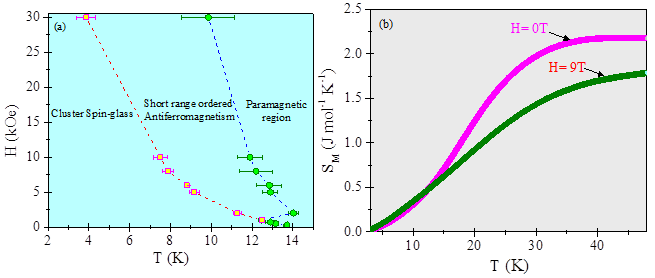 (a)
30
25
20
15
10
5
0
H (kOe)
Cluster Spin-glass
Short range ordered
Antiferromagnetism
Paramagnetic
region
2 4 6 8 10 12 14
T (K)
(b)
2.5
2.0
1.5
1.0
0.5
0.0
S_M (J mol⁻¹ K⁻¹)
H= 0T
H= 9T
10 20 30 40
T (K)